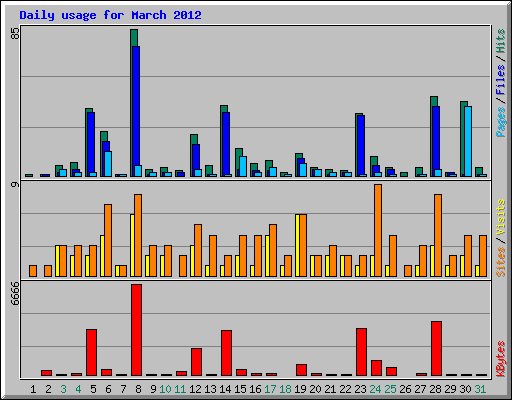 Daily usage for March 2012
85
Pages / Files / Hits
9
Sites / Visits
6666
KBytes
1 2 3 4 5 6 7 8 9 10 11 12 13 14 15 16 17 18 19 20 21 22 23 24 25 26 27 28 29 30 31